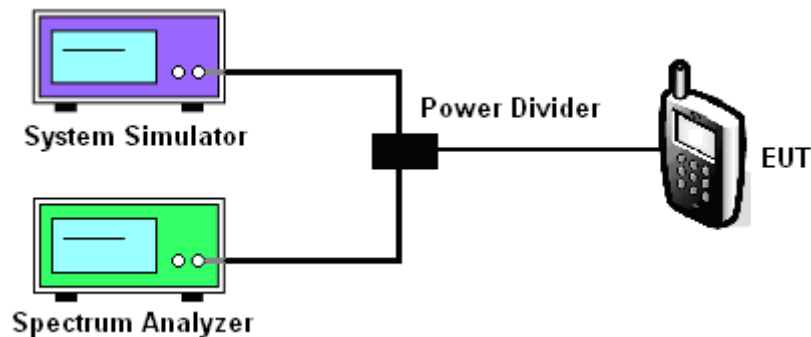 System Simulator
Power Divider
EUT
Spectrum Analyzer